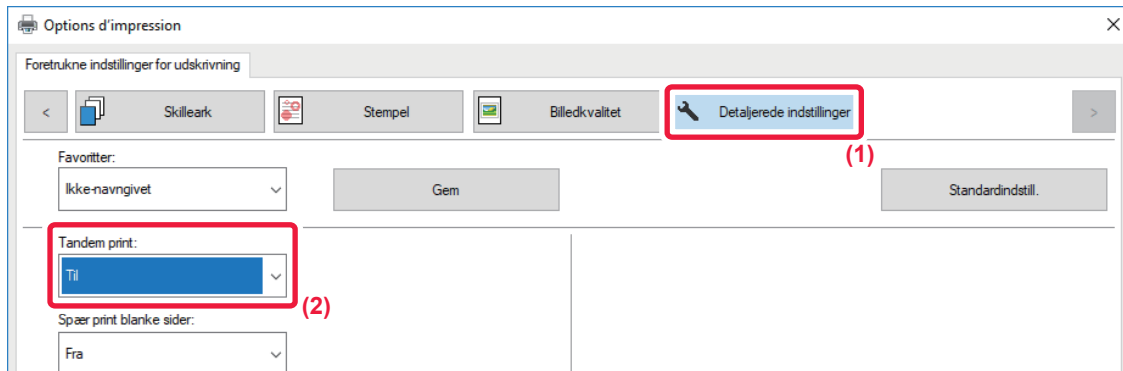 Options d'impression
Foretrukne indstillinger for udskrivning
< Skilleark Stempel Billedkvalitet Detaljerede indstillinger >
(1)
Favoritter:
Ikke-navngivet Gem Standardindstill.
Tandem print:
Til
(2)
Spær print blanke sider:
Fra